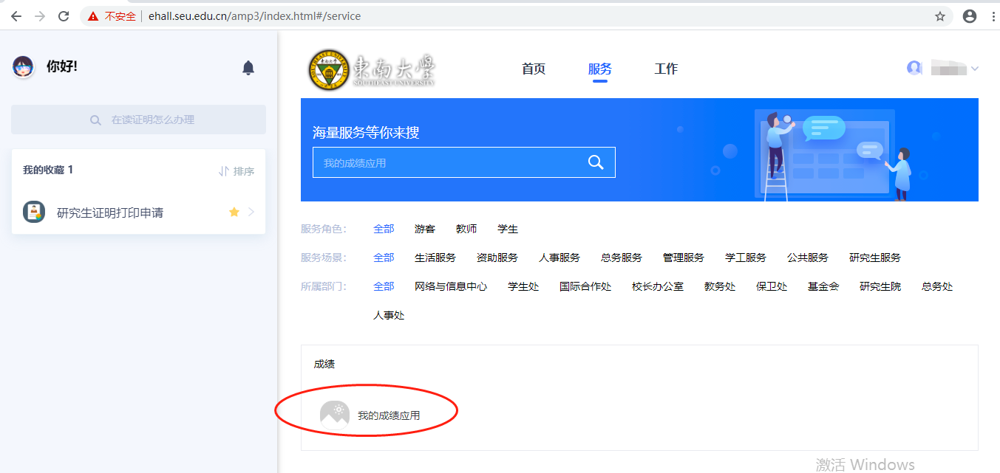 不安全 ehall.seu.edu.cn/amp3/index.html#/service
你好!
在读证明怎么办理
我的收藏 1 排序
研究生证明打印申请
東南大學
SOUTHEAST UNIVERSITY
首页 服务 工作
海量服务等你来搜
我的成绩应用
服务角色: 全部 游客 教师 学生
服务场景: 全部 生活服务 资助服务 人事服务 总务服务 管理服务 学工服务 公共服务 研究生服务
所属部门: 全部 网络与信息中心 学生处 国际合作处 校长办公室 教务处 保卫处 基金会 研究生院 总务处
人事处
成绩
我的成绩应用
激活 Windows